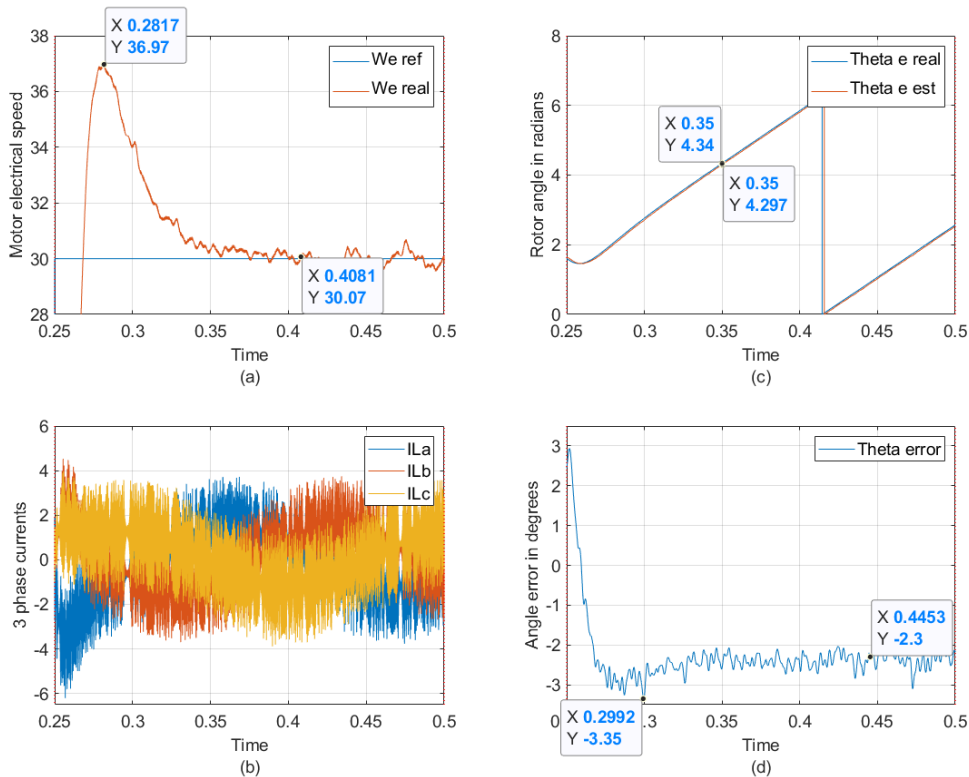 X 0.2817
Y 36.97
38
36
34
32
30
28
Motor electrical speed
We ref
We real
X 0.4081
Y 30.07
0.25
0.3
0.35
0.4
0.45
0.5
Time
(a)
8
6
4
2
0
Rotor angle in radians
Theta e real
Theta e est
X 0.35
Y 4.34
X 0.35
Y 4.297
0.25
0.3
0.35
0.4
0.45
0.5
Time
(c)
6
4
2
0
-2
-4
-6
3 phase currents
ILa
ILb
ILc
0.25
0.3
0.35
0.4
0.45
0.5
Time
(b)
3
2
1
0
-1
-2
-3
Angle error in degrees
Theta error
X 0.4453
Y -2.3
X 0.2992
Y -3.35
0.25
0.3
0.35
0.4
0.45
0.5
Time
(d)